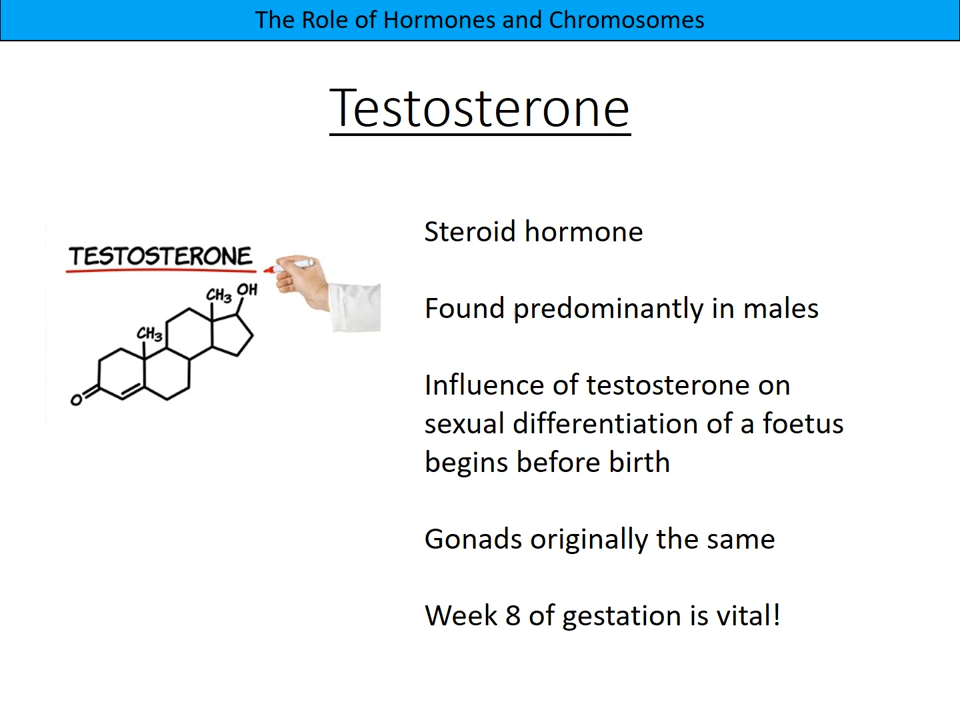 The Role of Hormones and Chromosomes
Testosterone
TESTOSTERONE
CH3 OH
CH3
O
Steroid hormone
Found predominantly in males
Influence of testosterone on
sexual differentiation of a foetus
begins before birth
Gonads originally the same
Week 8 of gestation is vital!